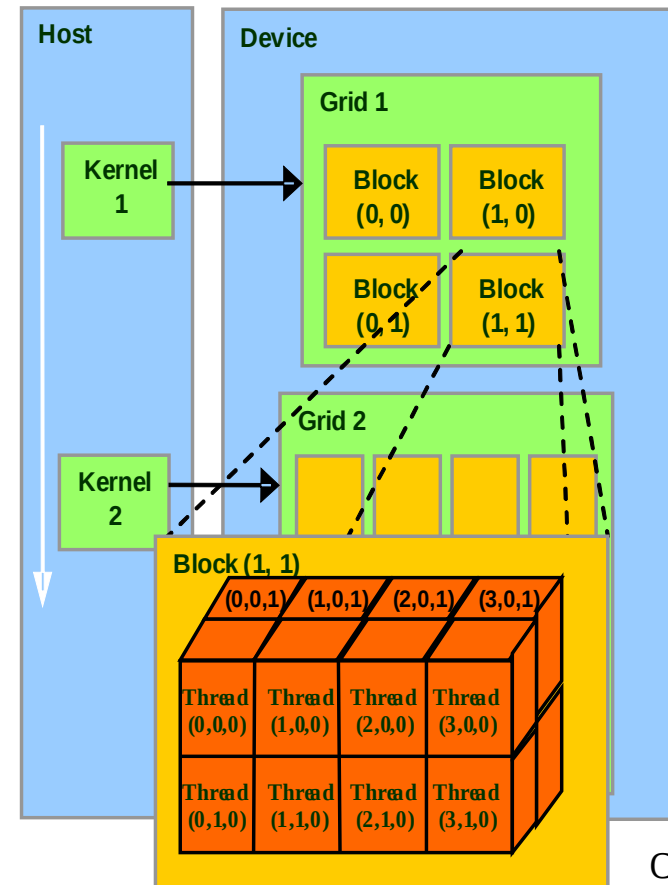 Host
Device
Grid 1
Kernel
1
Block
(0, 0)
Block
(1, 0)
Block
(0, 1)
Block
(1, 1)
Grid 2
Kernel
2
Block (1, 1)
(0,0,1)
(1,0,1)
(2,0,1)
(3,0,1)
Thread
(0,0,0)
Thread
(1,0,0)
Thread
(2,0,0)
Thread
(3,0,0)
Thread
(0,1,0)
Thread
(1,1,0)
Thread
(2,1,0)
Thread
(3,1,0)